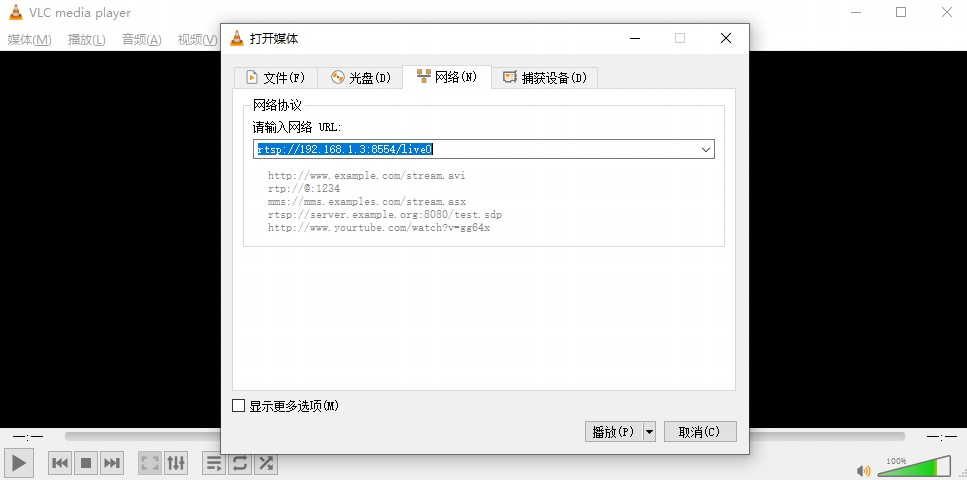 VLC media player
媒体(M) 播放(L) 音频(A) 视频(V)
打开媒体
文件(F) 光盘(D) 网络(N) 捕获设备(D)
网络协议
请输入网络 URL:
rtsp://192.168.1.3:8554/live0
http://www.example.com/stream.avi
rtp://@:1234
mms://mms.examples.com/stream.asx
rtsp://server.example.org:8080/test.sdp
http://www.yourtube.com/watch?v=gg64x
显示更多选项(M)
播放(P) 取消(C)
--:-- --:--
100%